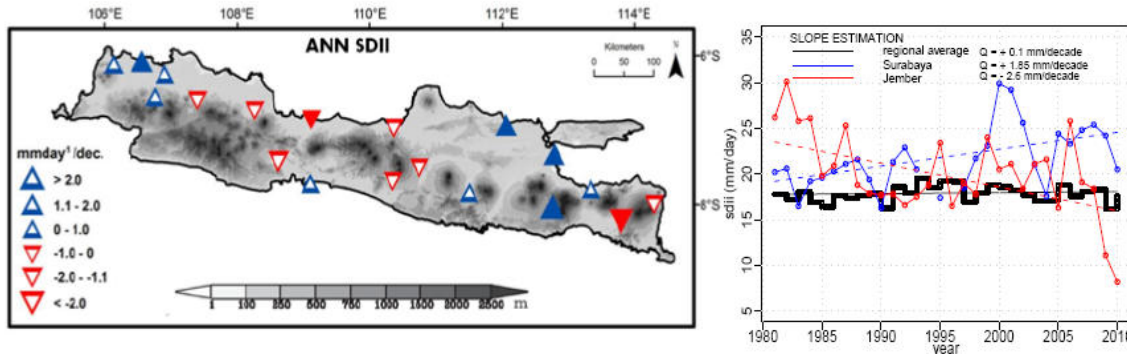 106°E 108°E 110°E 112°E 114°E
ANN SDII
Kilometers
0 50 100
N
6°S
6°S
mmday¹/dec.
> 2.0
1.1 - 2.0
0 - 1.0
-1.0 - 0
-2.0 - -1.1
< -2.0
1 100 250 500 750 1000 1500 2000 2500 m
SLOPE ESTIMATION
regional average Q = + 0.1 mm/decade
Surabaya Q = + 1.85 mm/decade
Jember Q = - 2.6 mm/decade
sdii (mm/day)
35
30
25
20
15
10
5
1980 1985 1990 1995 2000 2005 2010
year